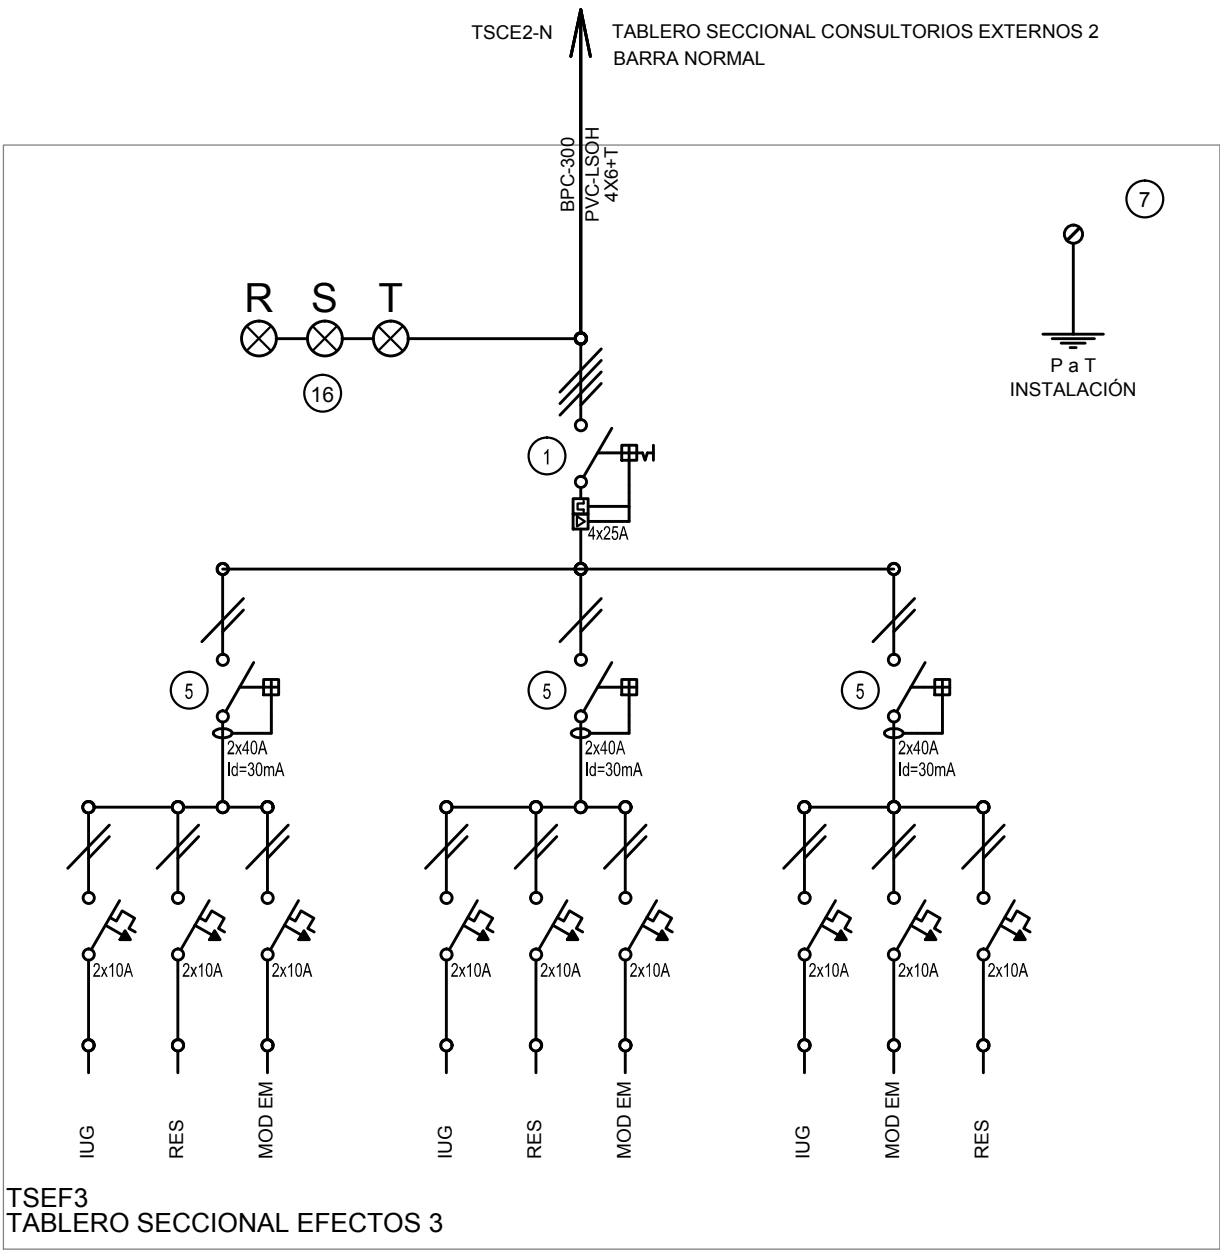 TSCE2-N
TABLERO SECCIONAL CONSULTORIOS EXTERNOS 2
BARRA NORMAL
BPC-300
PVC-LSOH
4X6+T
7
R S T
16
P a T
INSTALACIÓN
1
4x25A
5
5
5
2x40A
Id=30mA
2x40A
Id=30mA
2x40A
Id=30mA
2x10A
2x10A
2x10A
2x10A
2x10A
2x10A
2x10A
2x10A
2x10A
IUG
RES
MOD EM
IUG
RES
MOD EM
IUG
MOD EM
RES
TSEF3
TABLERO SECCIONAL EFECTOS 3